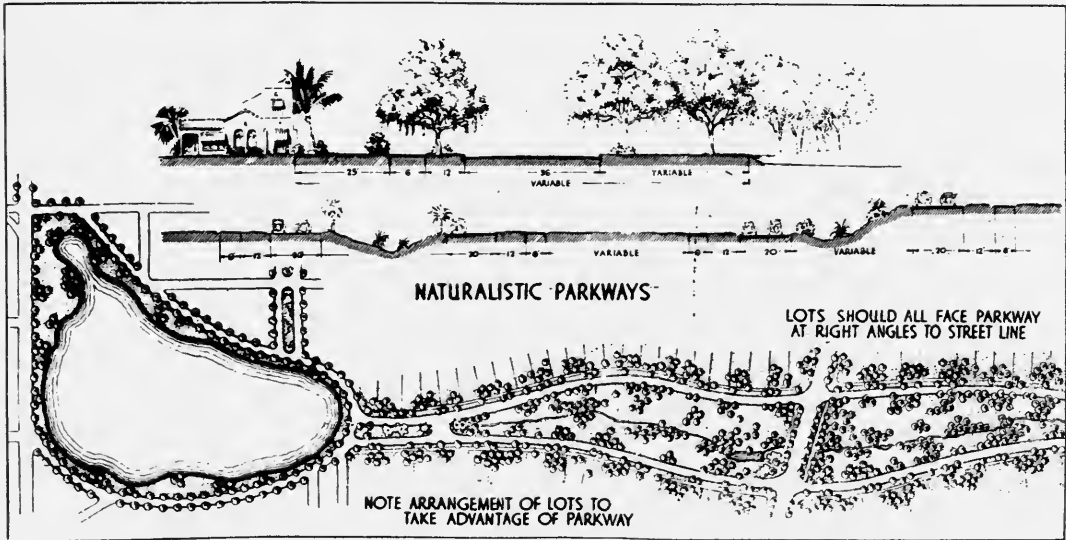 25 6 12 36 VARIABLE
VARIABLE
12 20 12 6 VARIABLE 6 12 20 VARIABLE 20 12 6
NATURALISTIC PARKWAYS
LOTS SHOULD ALL FACE PARKWAY
AT RIGHT ANGLES TO STREET LINE
NOTE ARRANGEMENT OF LOTS TO
TAKE ADVANTAGE OF PARKWAY